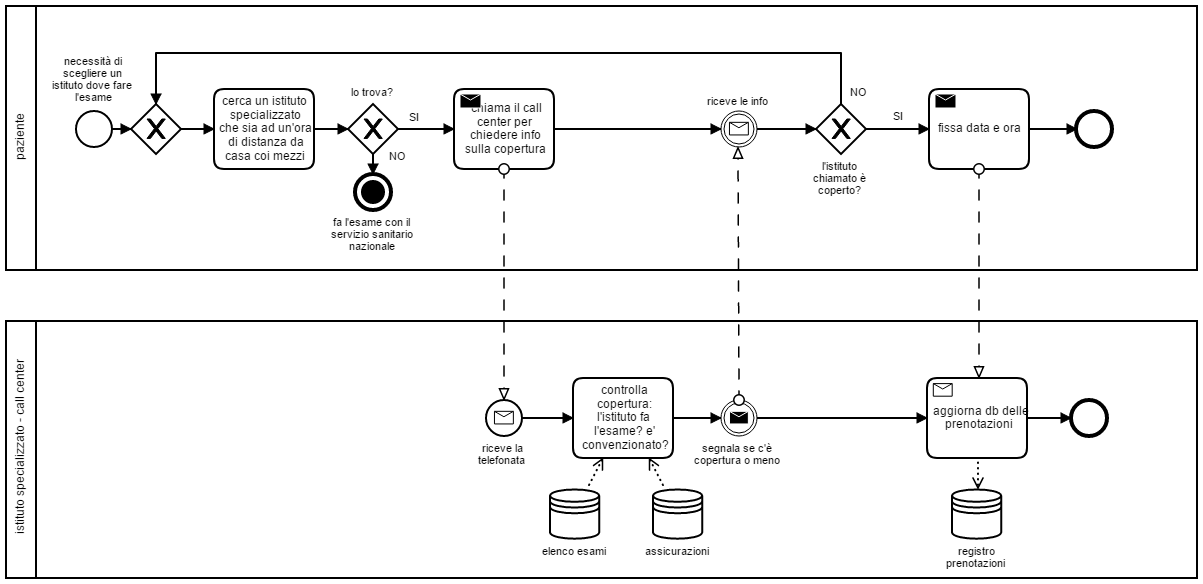 paziente
necessità di
scegliere un
istituto dove fare
l'esame
cerca un istituto
specializzato
che sia ad un'ora
di distanza da
casa coi mezzi
lo trova?
SI
NO
fa l'esame con il
servizio sanitario
nazionale
chiama il call
center per
chiedere info
sulla copertura
riceve le info
NO
SI
l'istituto
chiamato è
coperto?
fissa data e ora
istituto specializzato - call center
riceve la
telefonata
controlla
copertura:
l'istituto fa
l'esame? e'
convenzionato?
elenco esami
assicurazioni
segnala se c'è
copertura o meno
aggiorna db delle
prenotazioni
registro
prenotazioni